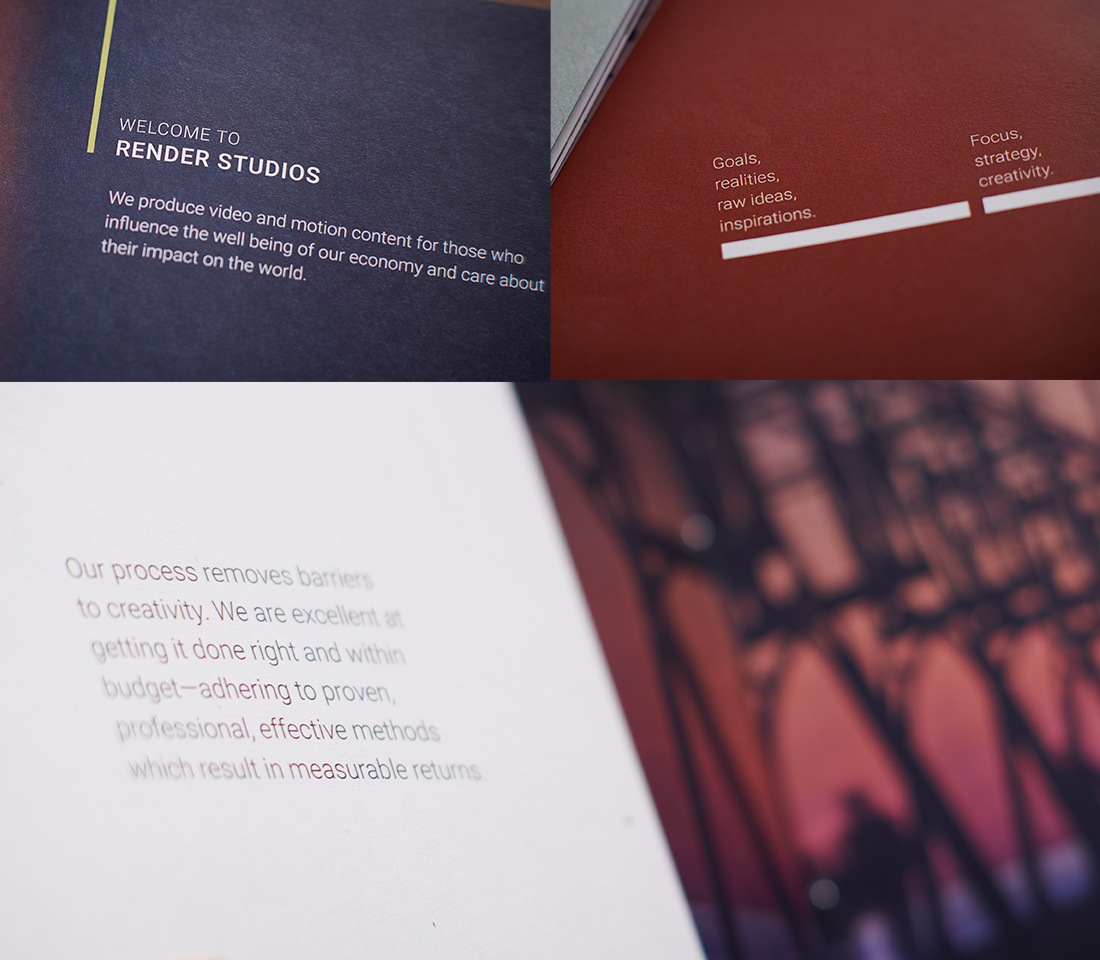 WELCOME TO
RENDER STUDIOS
We produce video and motion content for those who
influence the well being of our economy and care about
their impact on the world.
Goals,
realities,
raw ideas,
inspirations.
Focus,
strategy,
creativity.
Our process removes barriers
to creativity. We are excellent at
getting it done right and within
budget—adhering to proven,
professional, effective methods
which result in measurable returns.